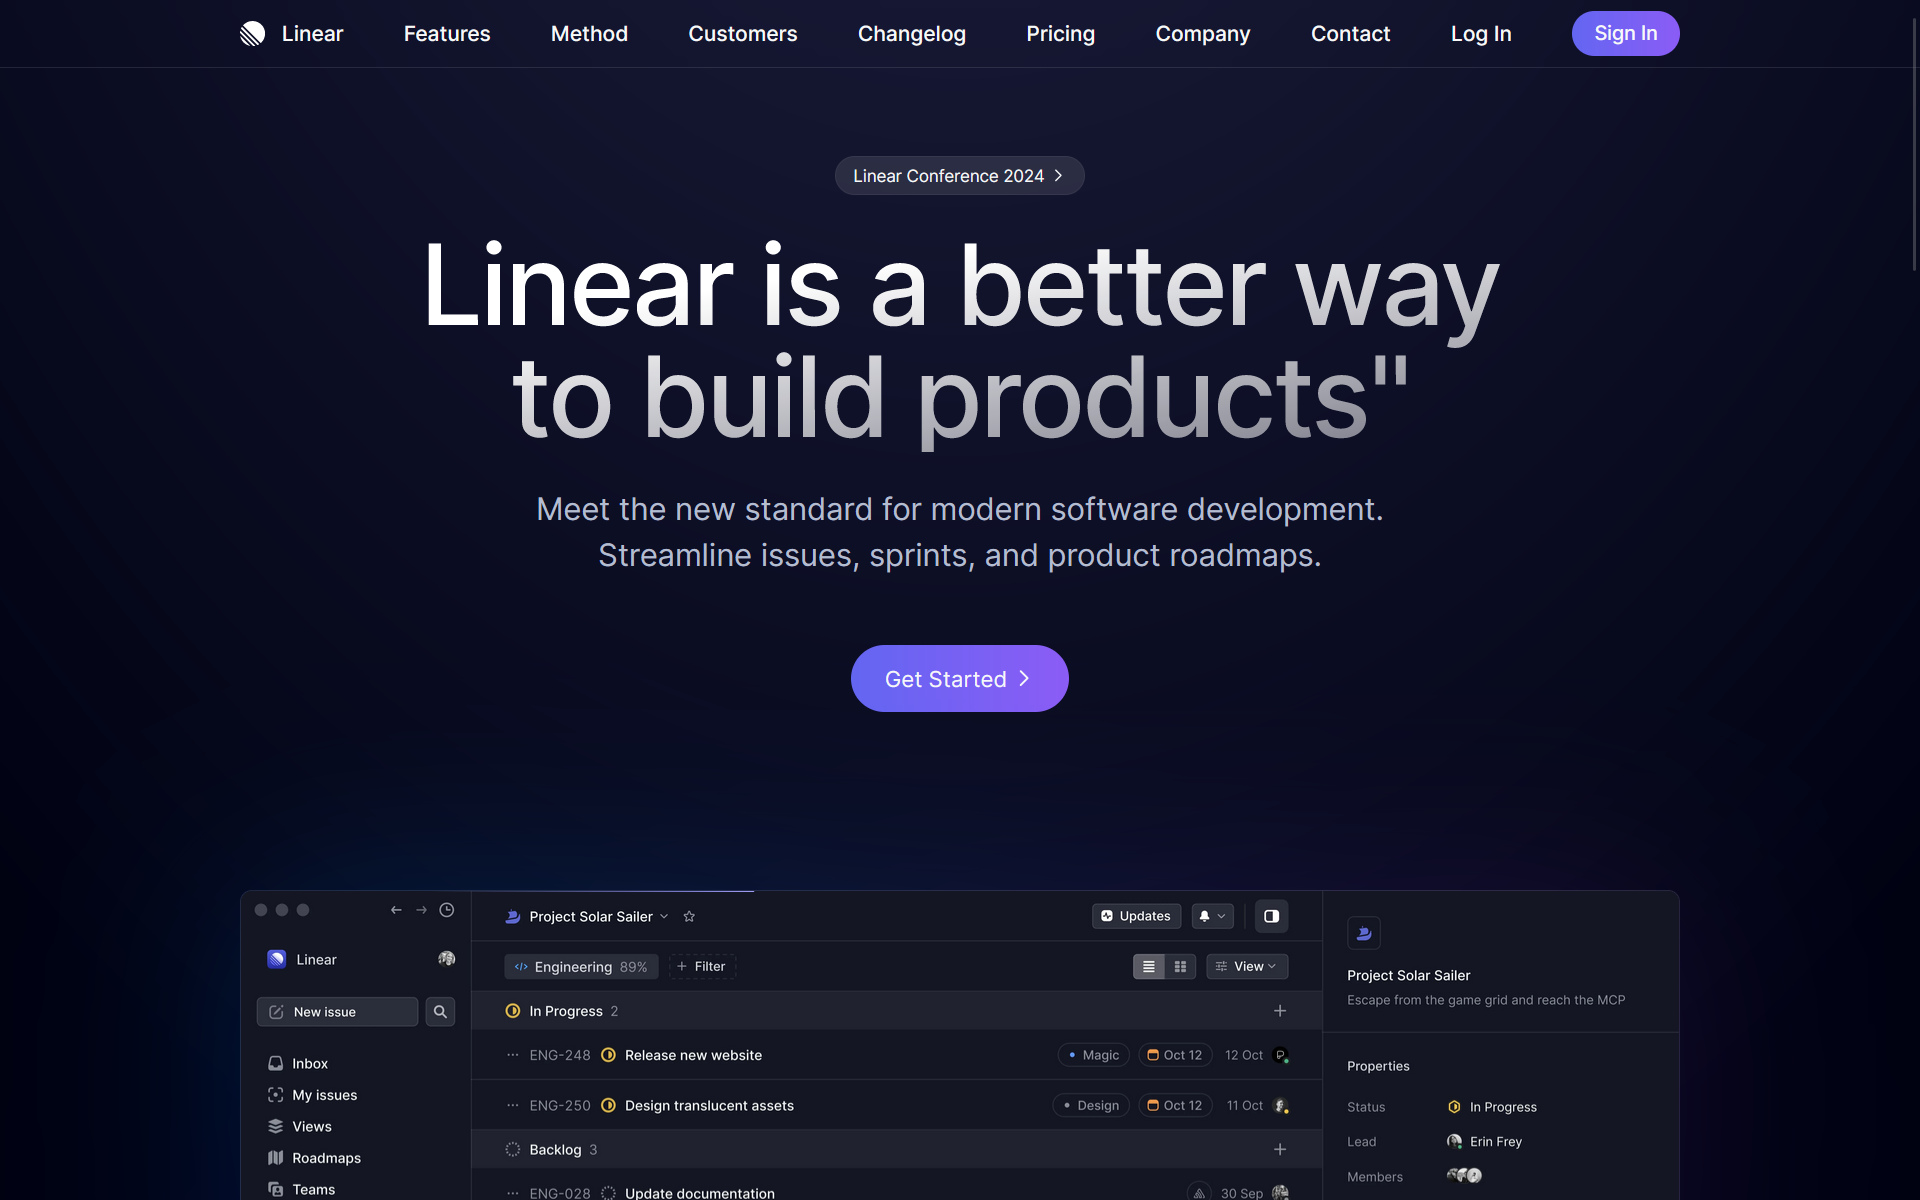 Linear
Features
Method
Customers
Changelog
Pricing
Company
Contact
Log In
Sign In
Linear Conference 2024
Linear is a better way
to build products"
Meet the new standard for modern software development.
Streamline issues, sprints, and product roadmaps.
Get Started
Linear
New issue
Inbox
My issues
Views
Roadmaps
Teams
Project Solar Sailer
Updates
Engineering 89%
Filter
View
In Progress 2
ENG-248 Release new website Magic Oct 12 12 Oct
ENG-250 Design translucent assets Design Oct 12 11 Oct
Backlog 3
ENG-028 Update documentation 30 Sep
Project Solar Sailer
Escape from the game grid and reach the MCP
Properties
Status In Progress
Lead Erin Frey
Members